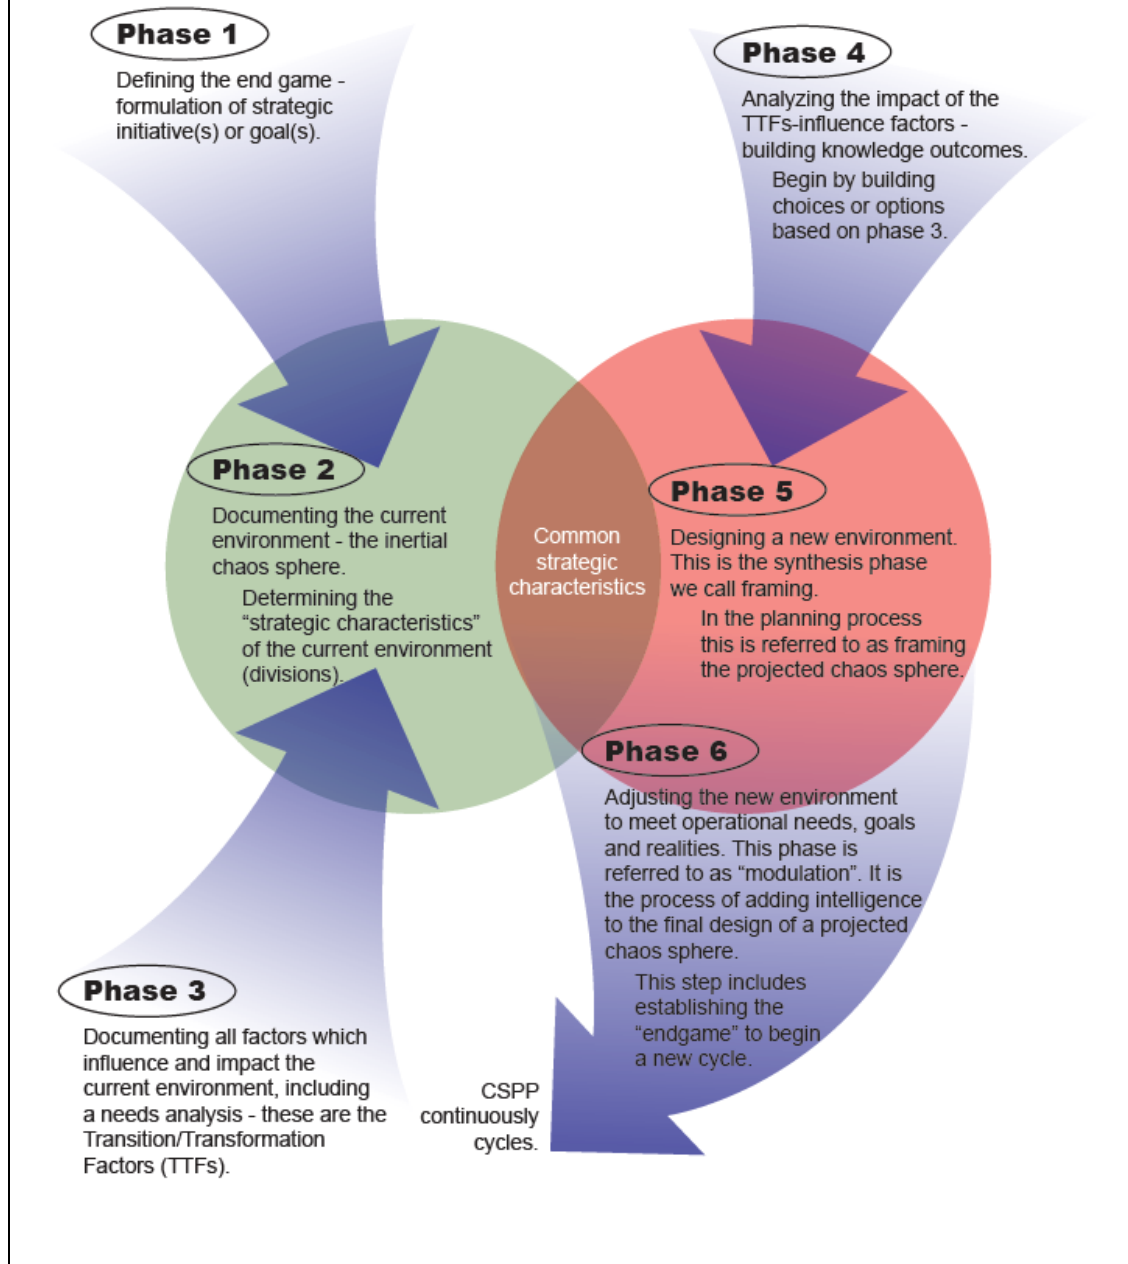 Phase 1
Defining the end game -
formulation of strategic
initiative(s) or goal(s).
Phase 4
Analyzing the impact of the
TTFs-influence factors -
building knowledge outcomes.
Begin by building
choices or options
based on phase 3.
Phase 2
Documenting the current
environment - the inertial
chaos sphere.
Determining the
“strategic characteristics”
of the current environment
(divisions).
Common
strategic
characteristics
Phase 5
Designing a new environment.
This is the synthesis phase
we call framing.
In the planning process
this is referred to as framing
the projected chaos sphere.
Phase 6
Adjusting the new environment
to meet operational needs, goals
and realities. This phase is
referred to as “modulation”. It is
the process of adding intelligence
to the final design of a projected
chaos sphere.
This step includes
establishing the
“endgame” to begin
a new cycle.
Phase 3
Documenting all factors which
influence and impact the
current environment, including
a needs analysis - these are the
Transition/Transformation
Factors (TTFs).
CSPP
continuously
cycles.